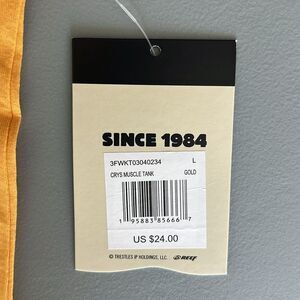 SINCE 1984
3FWKT03040234 L
CRYS MUSCLE TANK GOLD
1 95883 85666 7
US $24.00
© TRESTLES IP HOLDINGS, LLC. REEF